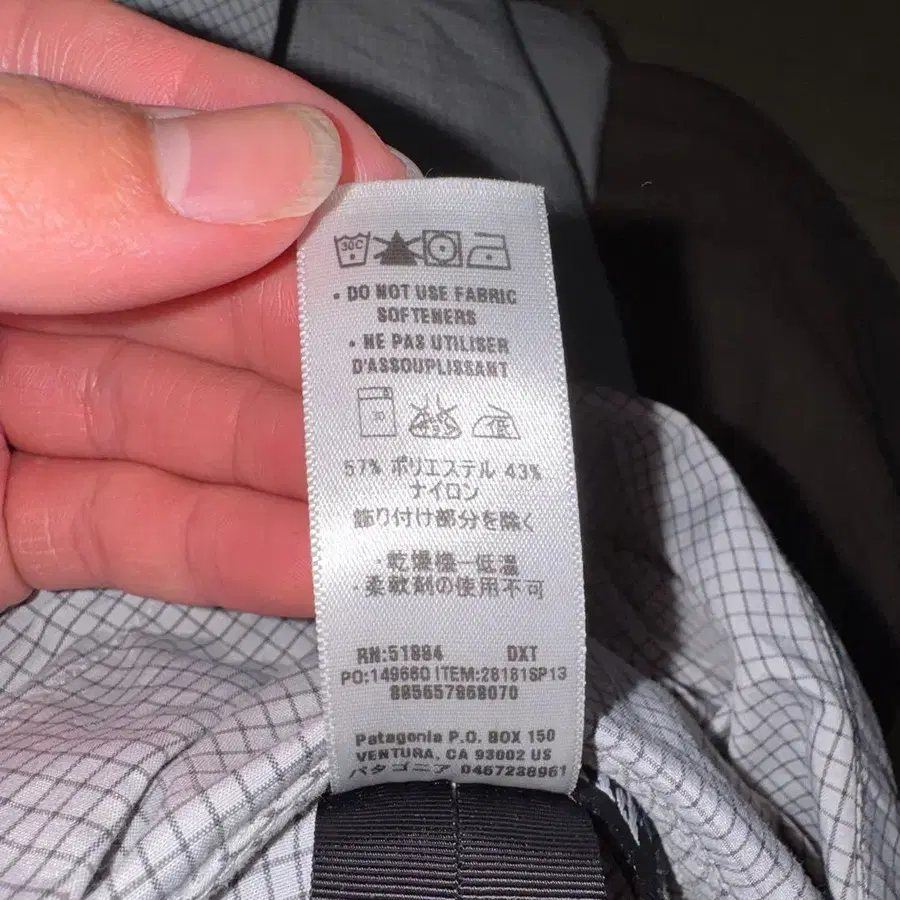 30C
• DO NOT USE FABRIC
SOFTENERS
• NE PAS UTILISER
D'ASSOUPLISSANT
30
低
57% ポリエステル 43%
ナイロン
飾り付け部分を除く
・乾燥機−低温
・柔軟剤の使用不可
RN:51884 DXT
PO:149660 ITEM:28181SP13
885657868070
Patagonia P.O. BOX 150
VENTURA, CA 93002 US
パタゴニア 0467238961